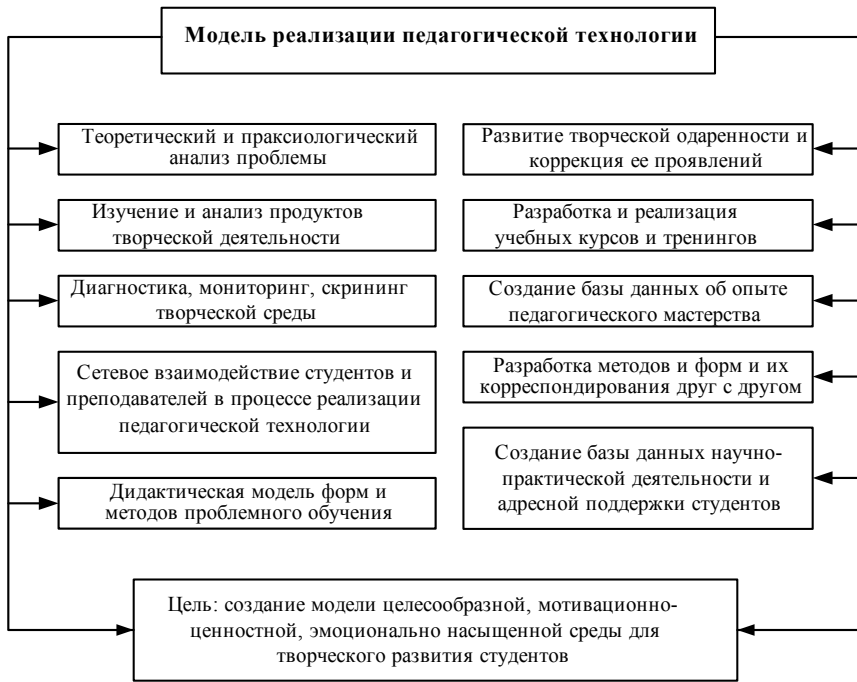 Модель реализации педагогической технологии
Теоретический и праксиологический
анализ проблемы
Изучение и анализ продуктов
творческой деятельности
Диагностика, мониторинг, скрининг
творческой среды
Сетевое взаимодействие студентов и
преподавателей в процессе реализации
педагогической технологии
Дидактическая модель форм и
методов проблемного обучения
Развитие творческой одаренности и
коррекция ее проявлений
Разработка и реализация
учебных курсов и тренингов
Создание базы данных об опыте
педагогического мастерства
Разработка методов и форм и их
корреспондирования друг с другом
Создание базы данных научно-
практической деятельности и
адресной поддержки студентов
Цель: создание модели целесообразной, мотивационно-
ценностной, эмоционально насыщенной среды для
творческого развития студентов